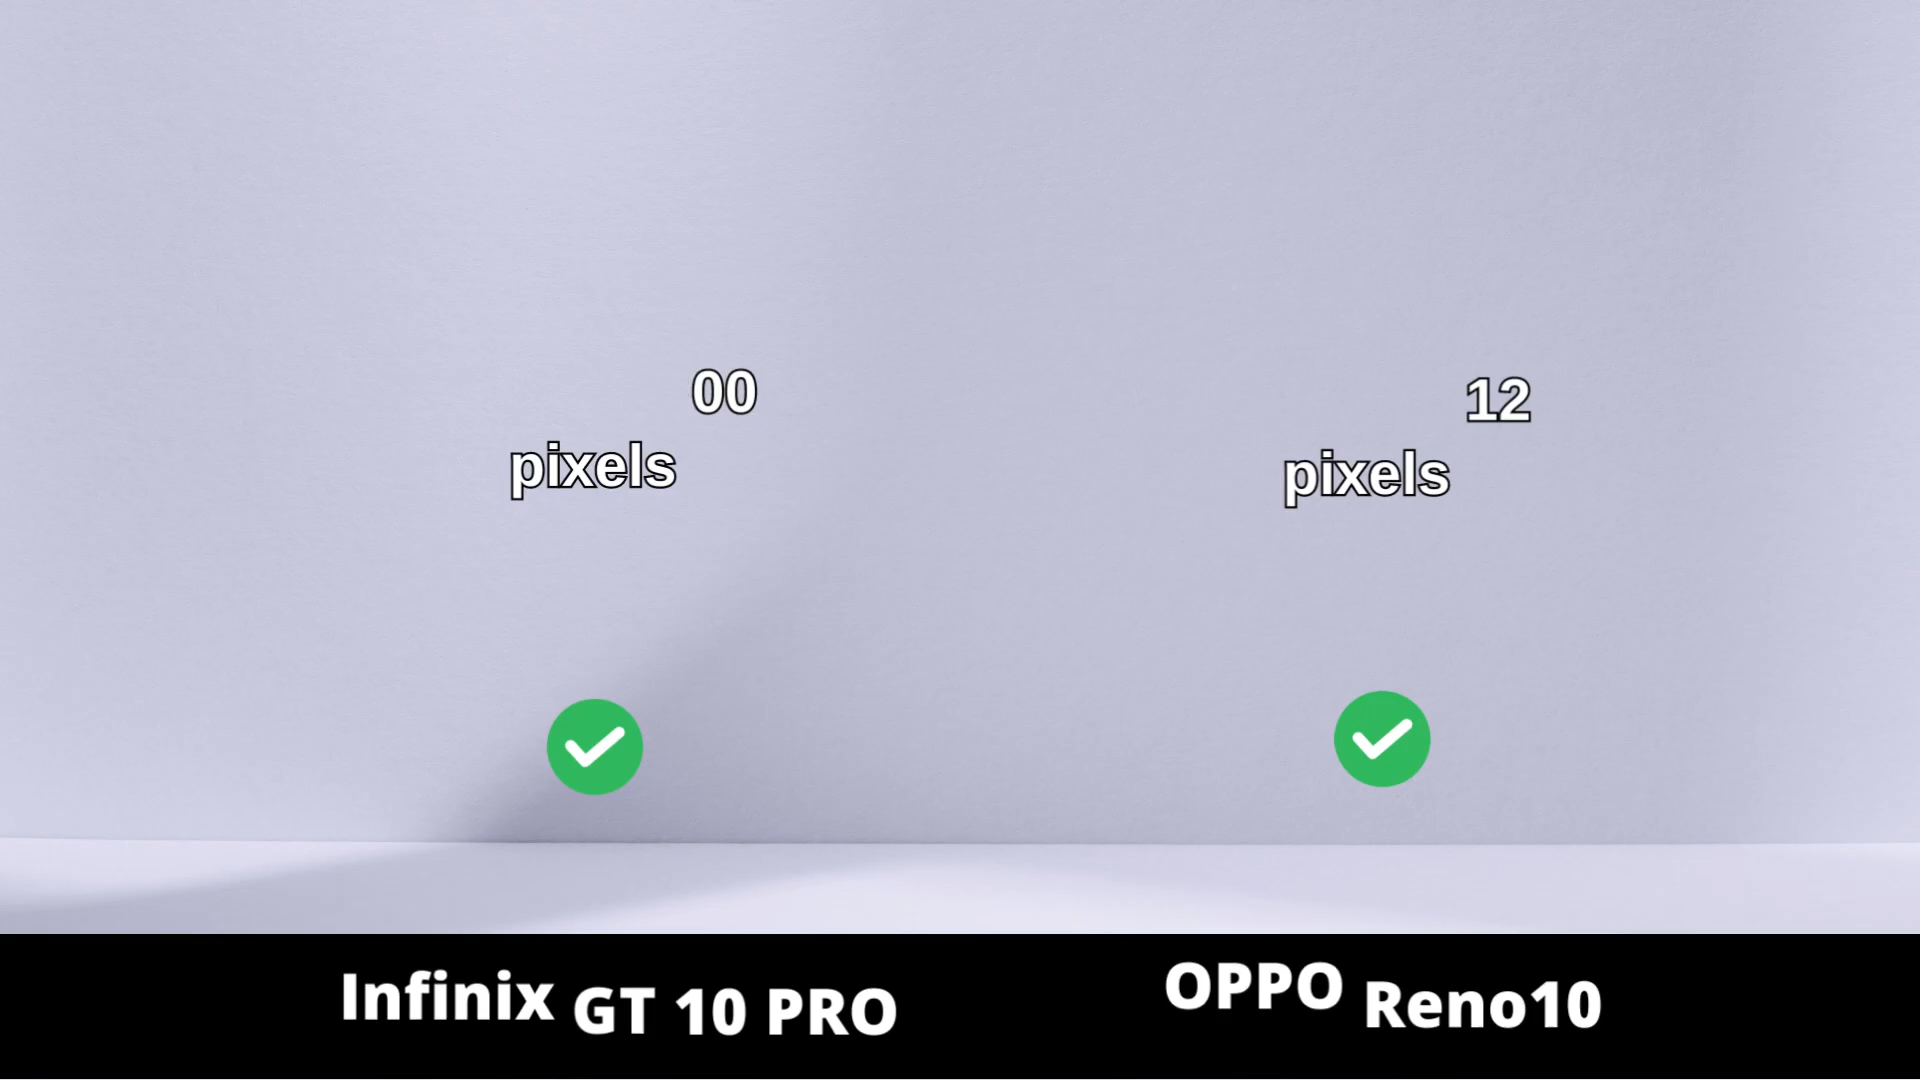 00
pixels
12
pixels
Infinix GT 10 PRO
OPPO Reno10